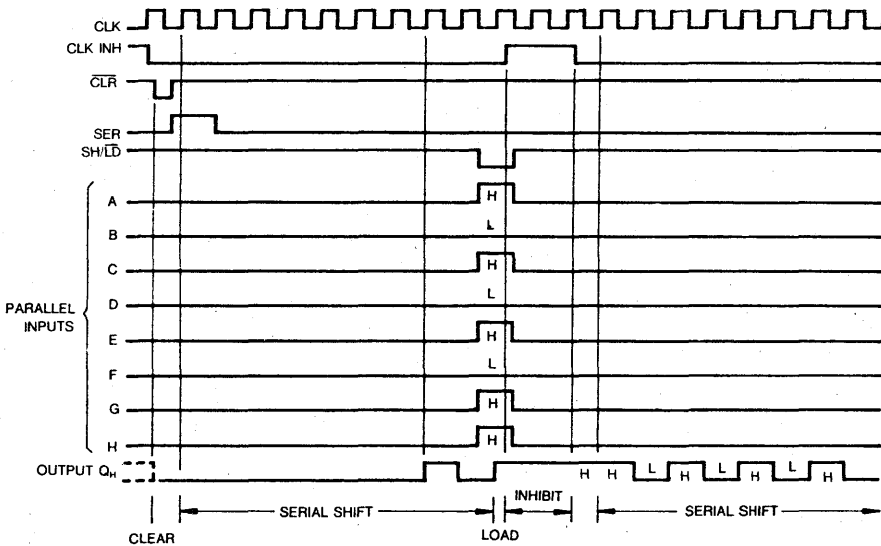 CLK
CLK INH
CLR
SER
SH/LD
A H
B L
C H
D L
PARALLEL
INPUTS
E H
F L
G H
H H
OUTPUT QH H H L H L H L H
SERIAL SHIFT INHIBIT SERIAL SHIFT
CLEAR LOAD